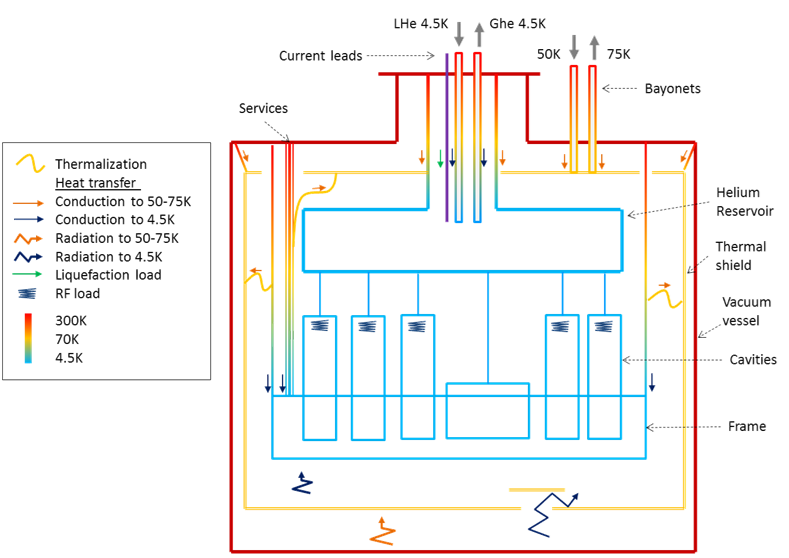 LHe 4.5K
Ghe 4.5K
Current leads
50K
75K
Bayonets
Services
Thermalization
Heat transfer
Conduction to 50-75K
Conduction to 4.5K
Radiation to 50-75K
Radiation to 4.5K
Liquefaction load
RF load
300K
70K
4.5K
Helium
Reservoir
Thermal
shield
Vacuum
vessel
Cavities
Frame